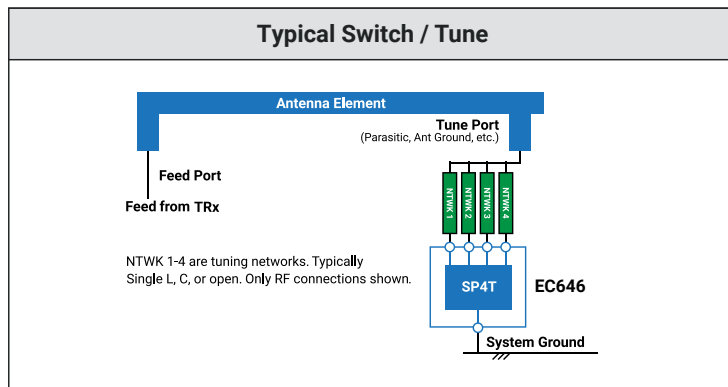 Typical Switch / Tune
Antenna Element
Tune Port
(Parasitic, Ant Ground, etc.)
Feed Port
Feed from TRx
NTWK 1
NTWK 2
NTWK 3
NTWK 4
NTWK 1-4 are tuning networks. Typically
Single L, C, or open. Only RF connections shown.
SP4T
EC646
System Ground